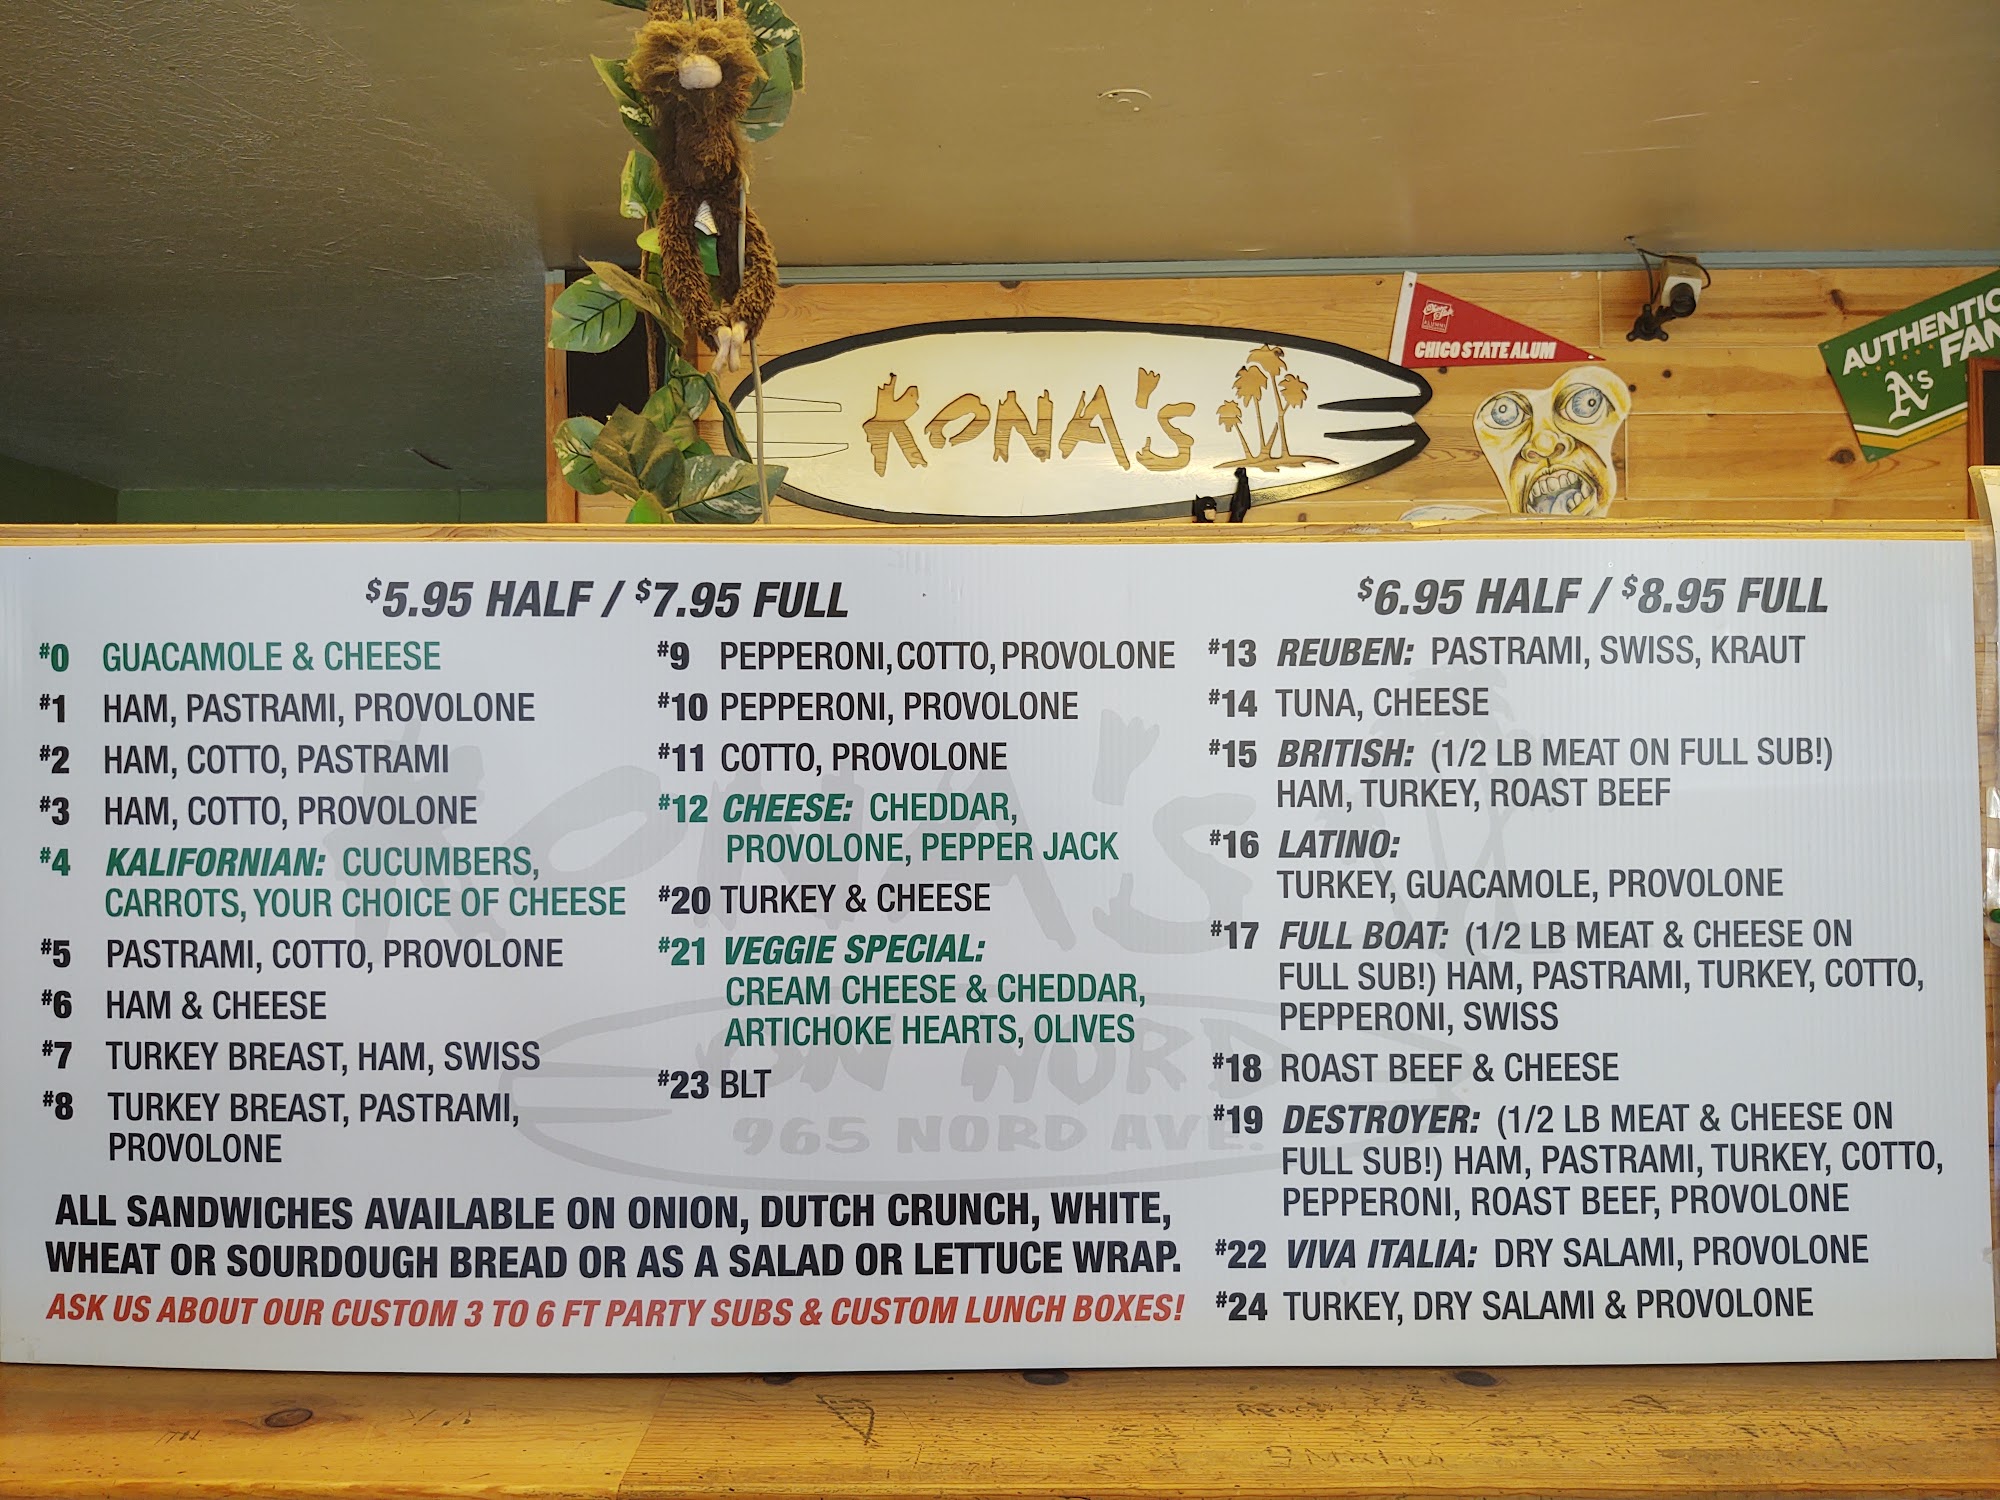 KONA'S
CHICO STATE ALUM
AUTHENTIC
FAN
A's
$5.95 HALF / $7.95 FULL
#0 GUACAMOLE & CHEESE
#1 HAM, PASTRAMI, PROVOLONE
#2 HAM, COTTO, PASTRAMI
#3 HAM, COTTO, PROVOLONE
#4 KALIFORNIAN: CUCUMBERS,
CARROTS, YOUR CHOICE OF CHEESE
#5 PASTRAMI, COTTO, PROVOLONE
#6 HAM & CHEESE
#7 TURKEY BREAST, HAM, SWISS
#8 TURKEY BREAST, PASTRAMI,
PROVOLONE
#9 PEPPERONI, COTTO, PROVOLONE
#10 PEPPERONI, PROVOLONE
#11 COTTO, PROVOLONE
#12 CHEESE: CHEDDAR,
PROVOLONE, PEPPER JACK
#20 TURKEY & CHEESE
#21 VEGGIE SPECIAL:
CREAM CHEESE & CHEDDAR,
ARTICHOKE HEARTS, OLIVES
#23 BLT
ALL SANDWICHES AVAILABLE ON ONION, DUTCH CRUNCH, WHITE,
WHEAT OR SOURDOUGH BREAD OR AS A SALAD OR LETTUCE WRAP.
ASK US ABOUT OUR CUSTOM 3 TO 6 FT PARTY SUBS & CUSTOM LUNCH BOXES!
$6.95 HALF / $8.95 FULL
#13 REUBEN: PASTRAMI, SWISS, KRAUT
#14 TUNA, CHEESE
#15 BRITISH: (1/2 LB MEAT ON FULL SUB!)
HAM, TURKEY, ROAST BEEF
#16 LATINO:
TURKEY, GUACAMOLE, PROVOLONE
#17 FULL BOAT: (1/2 LB MEAT & CHEESE ON
FULL SUB!) HAM, PASTRAMI, TURKEY, COTTO,
PEPPERONI, SWISS
#18 ROAST BEEF & CHEESE
#19 DESTROYER: (1/2 LB MEAT & CHEESE ON
FULL SUB!) HAM, PASTRAMI, TURKEY, COTTO,
PEPPERONI, ROAST BEEF, PROVOLONE
#22 VIVA ITALIA: DRY SALAMI, PROVOLONE
#24 TURKEY, DRY SALAMI & PROVOLONE
KONA'S
ON NORD
965 NORD AVE.